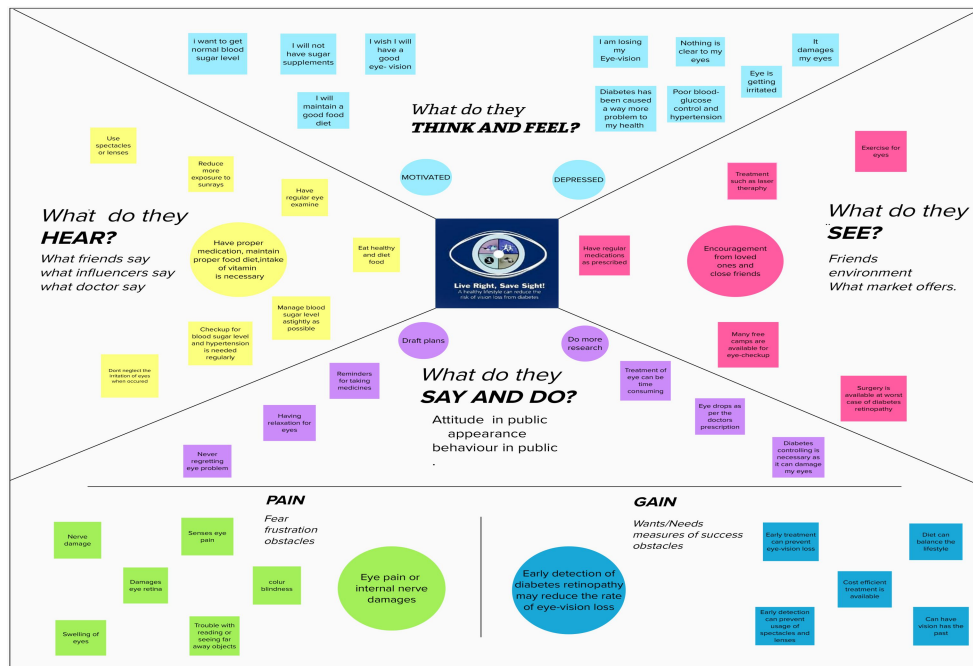 I want to get
normal blood
sugar level
I will not
have sugar
supplements
I wish I will
have a
good
eye- vision
I will
maintain a
good food
diet
I am losing
my
Eye-vision
Nothing is
clear to my
eyes
It
damages
my eyes
Eye is
getting
irritated
Diabetes has
been caused
a way more
problem to
my health
Poor blood-
glucose
control and
hypertension
What do they
THINK AND FEEL?
MOTIVATED
DEPRESSED
Use
spectacles
or lenses
Reduce
more
exposure to
sunrays
Have
regular eye
examine
What do they
HEAR?
What friends say
what influencers say
what doctor say
Have proper
medication, maintain
proper food diet,intake
of vitamin
is necessary
Eat healthy
and diet
food
Manage blood
sugar level
astightly as
possible
Checkup for
blood sugar level
and hypertension
is needed
regularly
Dont neglect the
irritation of eyes
when occured
Live Right, Save Sight!
A healthy lifestyle can reduce the
risk of vision loss from diabetes
Exercise for
eyes
Treatment
such as laser
theraphy
Have regular
medications
as prescribed
Encouragement
from loved
ones and
close friends
What do they
SEE?
Friends
environment
What market offers.
Many free
camps are
available for
eye-checkup
Surgery is
available at worst
case of diabetes
retinopathy
Draft plans
Do more
research
What do they
SAY AND DO?
Attitude in public
appearance
behaviour in public
.
Reminders
for taking
medicines
Having
relaxation for
eyes
Never
regretting
eye problem
Treatment of
eye can be
time
consuming
Eye drops as
per the
doctors
prescription
Diabetes
controlling is
necessary as
it can damage
my eyes
PAIN
Fear
frustration
obstacles
Nerve
damage
Senses eye
pain
Damages
eye retina
colur
blindness
Swelling of
eyes
Trouble with
reading or
seeing far
away objects
Eye pain or
internal nerve
damages
GAIN
Wants/Needs
measures of success
obstacles
Early detection of
diabetes retinopathy
may reduce the rate
of eye-vision loss
Early treatment
can prevent
eye-vision loss
Diet can
balance the
lifestyle
Cost efficient
treatment is
available
Early detection
can prevent
usage of
spectacles and
lenses
Can have
vision has the
past